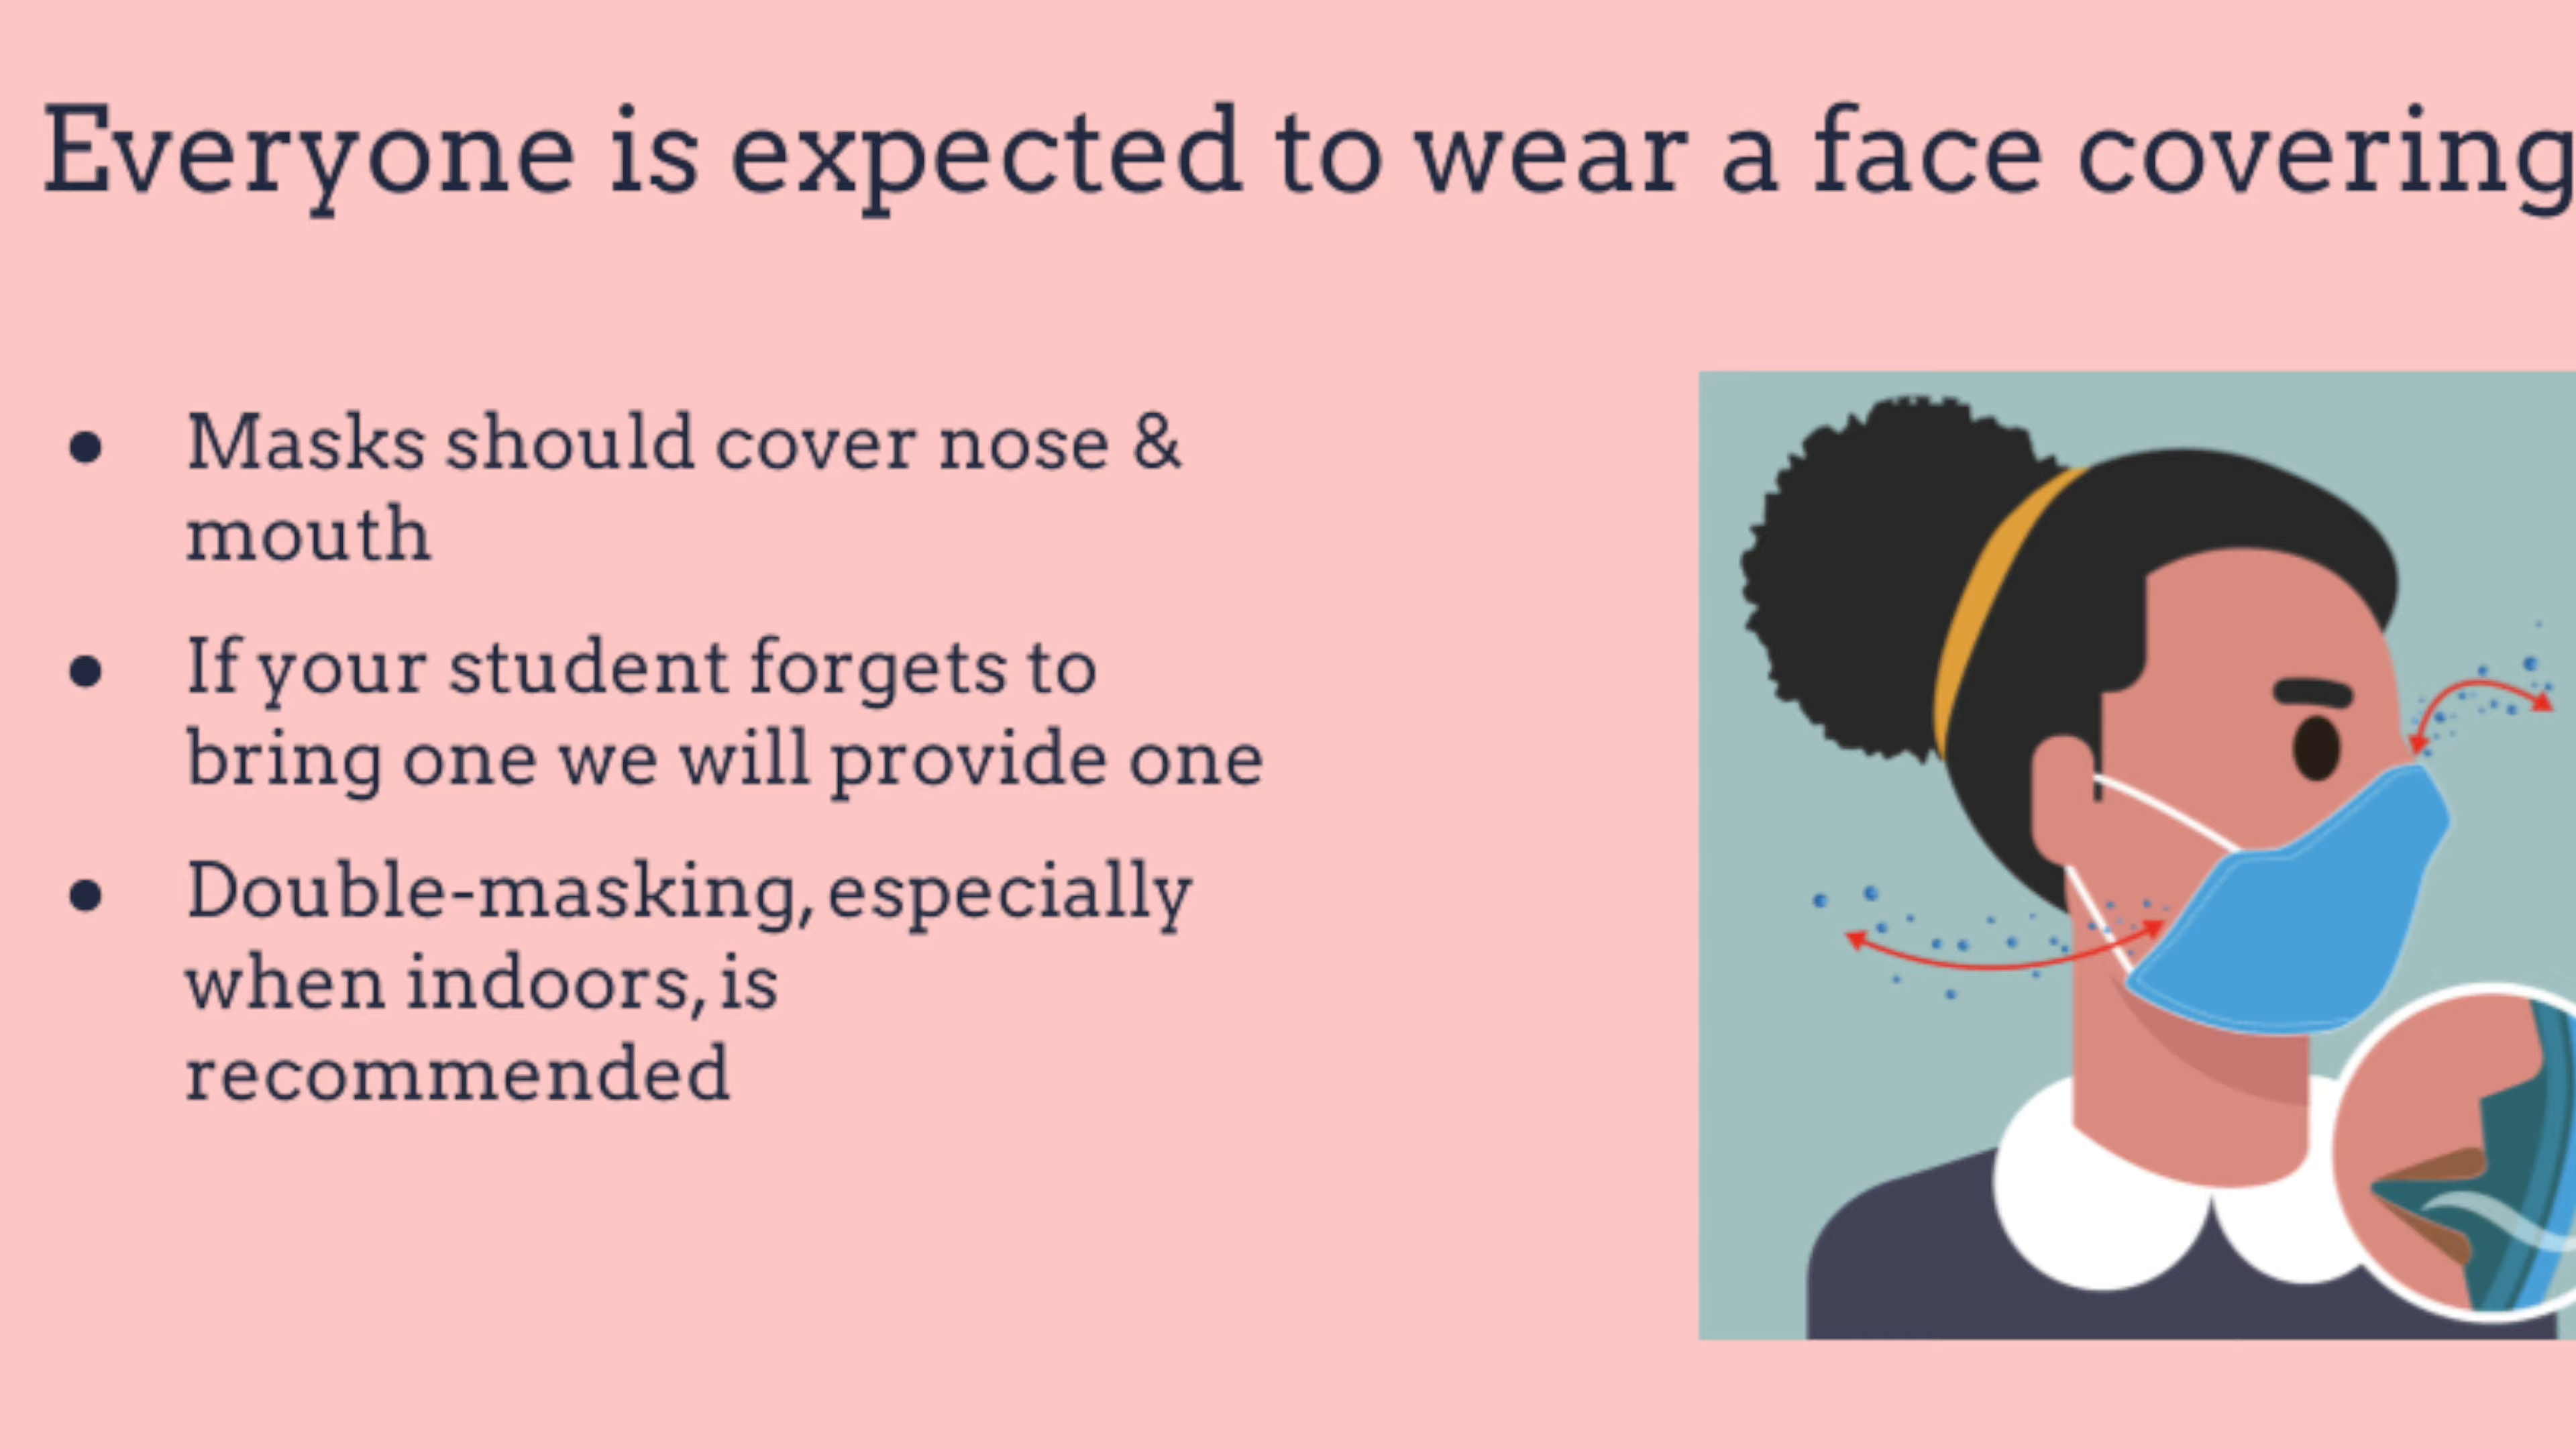 Everyone is expected to wear a face covering
● Masks should cover nose &
mouth
● If your student forgets to
bring one we will provide one
● Double-masking, especially
when indoors, is
recommended